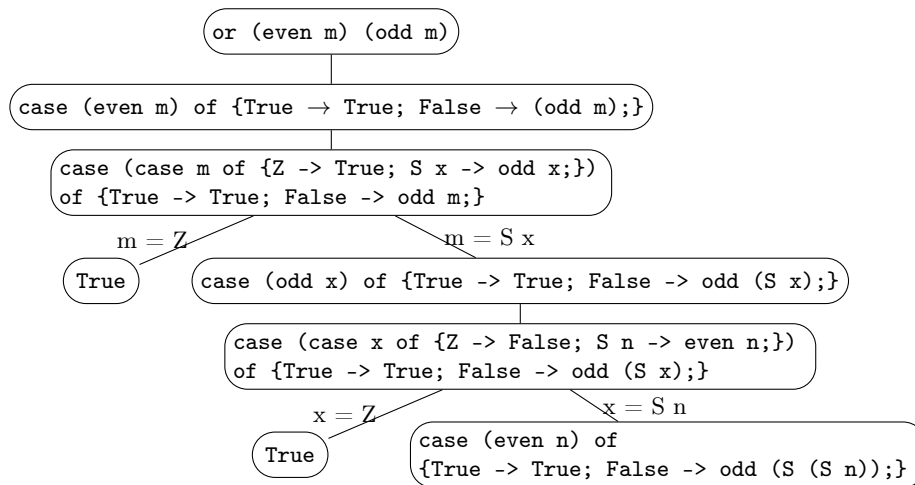 or (even m) (odd m)
case (even m) of {True → True; False → (odd m);}
case (case m of {Z -> True; S x -> odd x;})
of {True -> True; False -> odd m;}
m = Z
m = S x
True
case (odd x) of {True -> True; False -> odd (S x);}
case (case x of {Z -> False; S n -> even n;})
of {True -> True; False -> odd (S x);}
x = Z
x = S n
True
case (even n) of
{True -> True; False -> odd (S (S n));}